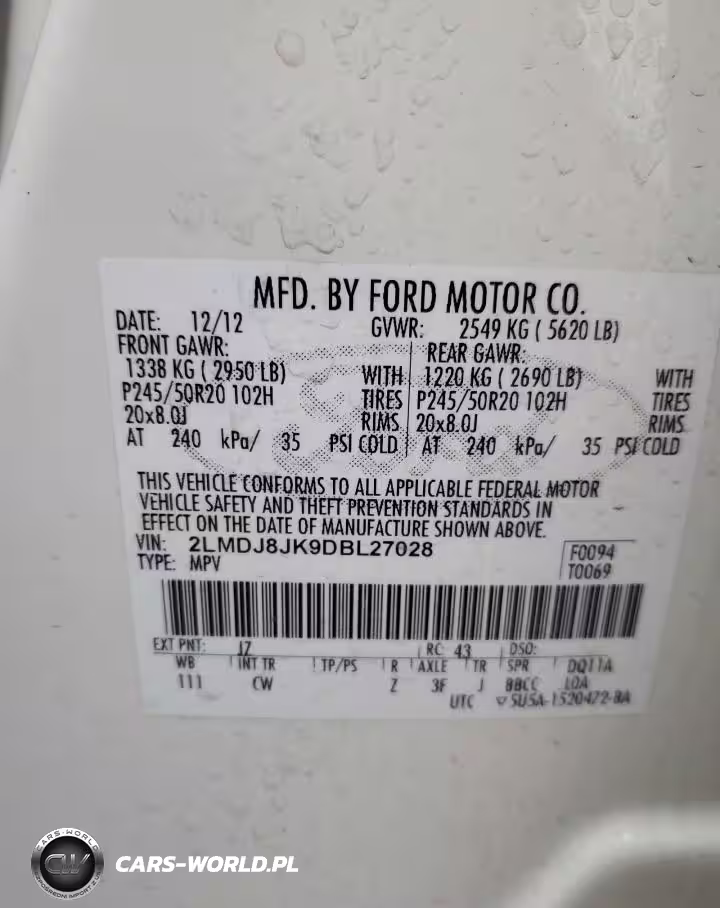 MFD. BY FORD MOTOR CO.
DATE: 12/12 GVWR: 2549 KG ( 5620 LB)
FRONT GAWR: REAR GAWR:
1338 KG ( 2950 LB) WITH 1220 KG ( 2690 LB) WITH
P245/50R20 102H TIRES P245/50R20 102H TIRES
20x8.0J RIMS 20x8.0J RIMS
AT 240 kPa/ 35 PSI COLD AT 240 kPa/ 35 PSI COLD
THIS VEHICLE CONFORMS TO ALL APPLICABLE FEDERAL MOTOR
VEHICLE SAFETY AND THEFT PREVENTION STANDARDS IN
EFFECT ON THE DATE OF MANUFACTURE SHOWN ABOVE.
VIN: 2LMDJ8JK9DBL27028 F0094
TYPE: MPV T0069
EXT PNT: JZ RC: 43 DSO:
WB INT TR TP/PS R AXLE TR SPR DQ11A
111 CW Z 3F J BBCC LOA
UTC ▽5U5A-1520472-BA
CARS-WORLD
CW
CARS-WORLD.PL